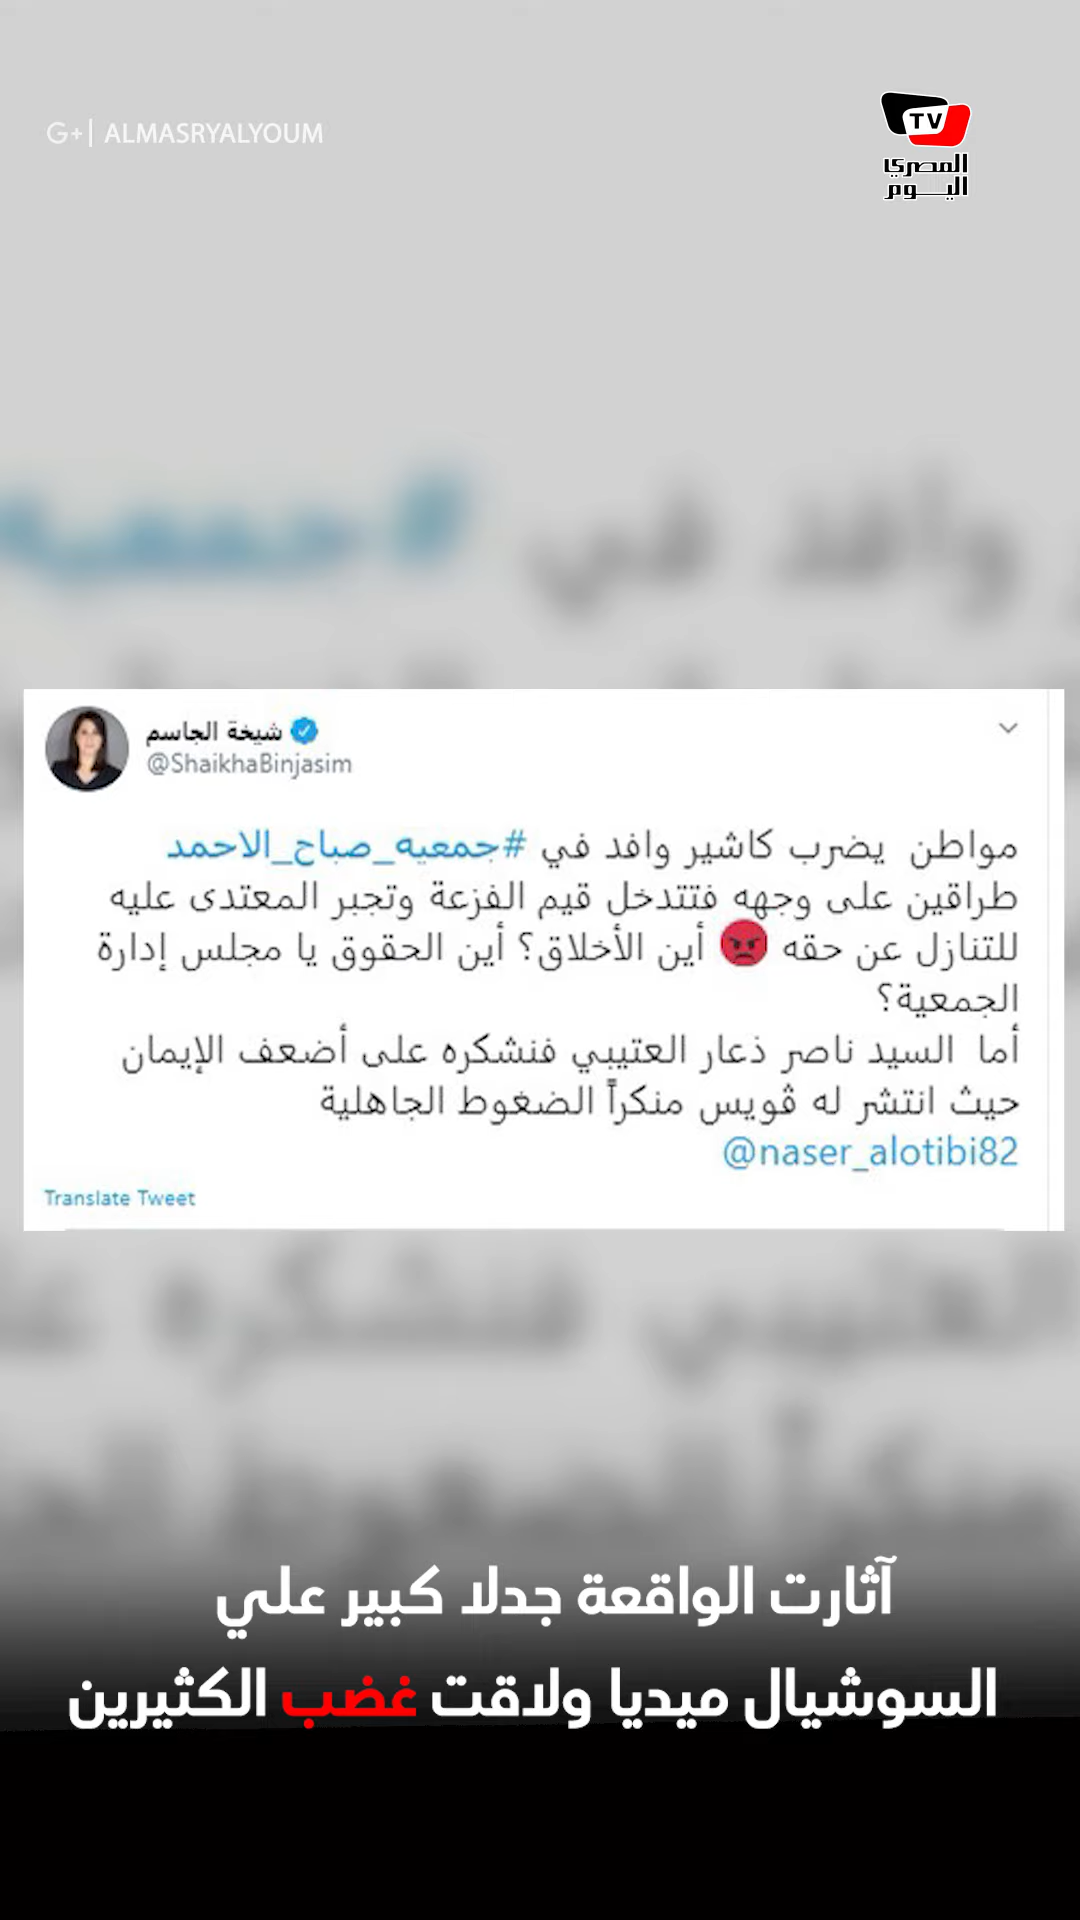 G+| ALMASRYALYOUM
TV
المصري
اليوم
شيخة الجاسم
@ShaikhaBinjasim
مواطن يضرب كاشير وافد في #جمعيه_صباح_الاحمد
طراقين على وجهه فتتدخل قيم الفزعة وتجبر المعتدى عليه
للتنازل عن حقه 😡 أين الأخلاق؟ أين الحقوق يا مجلس إدارة
الجمعية؟
أما السيد ناصر ذعار العتيبي فنشكره على أضعف الإيمان
حيث انتشر له ڤويس منكراً الضغوط الجاهلية
@naser_alotibi82
Translate Tweet
آثارت الواقعة جدلا كبير علي
السوشيال ميديا ولاقت غضب الكثيرين